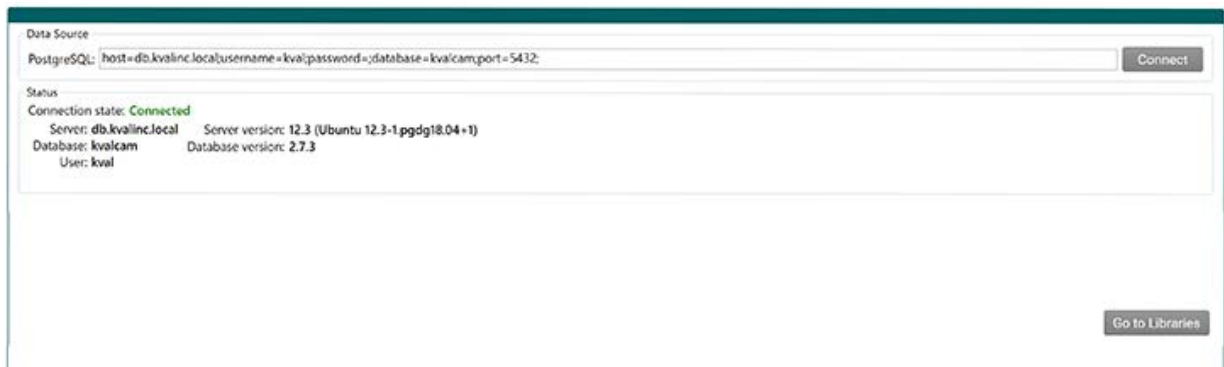 Data Source
PostgreSQL: host=db.kvalinc.local;username=kval;password=;database=kvalcam;port=5432; Connect
Status
Connection state: Connected
Server: db.kvalinc.local Server version: 12.3 (Ubuntu 12.3-1.pgdg18.04+1)
Database: kvalcam Database version: 2.7.3
User: kval
Go to Libraries